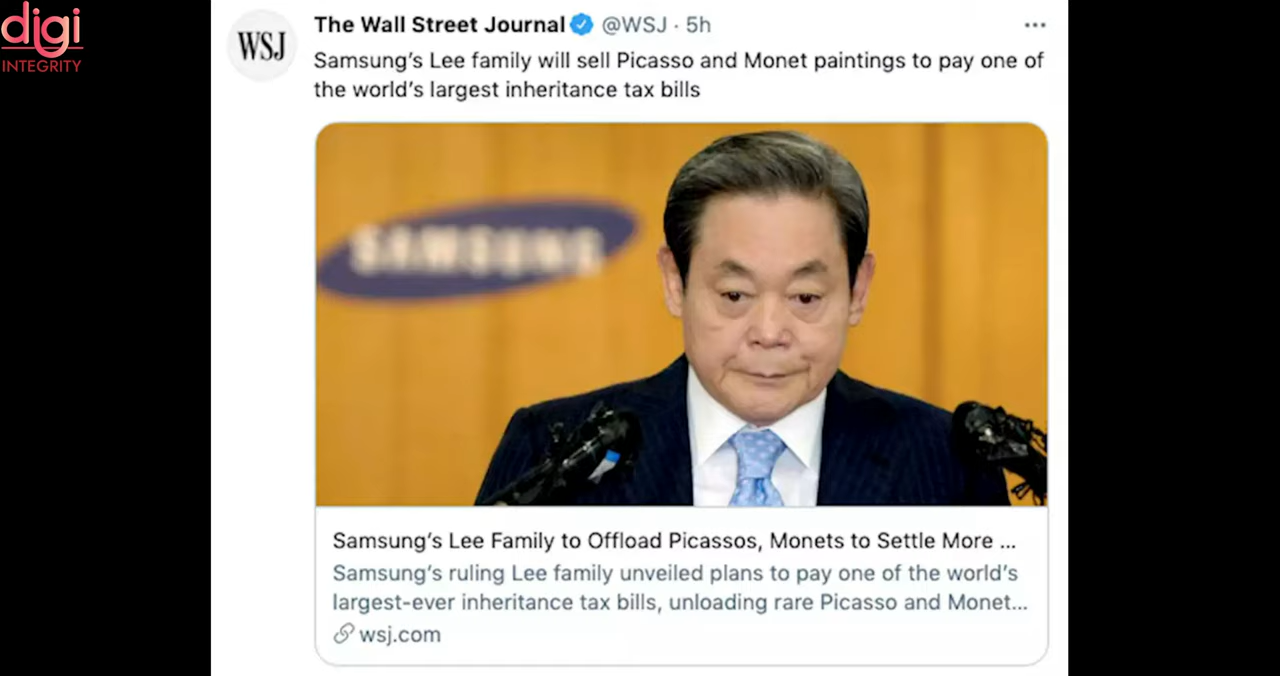 digi
INTEGRITY
WSJ
The Wall Street Journal @WSJ · 5h
Samsung's Lee family will sell Picasso and Monet paintings to pay one of
the world's largest inheritance tax bills
SAMSUNG
Samsung's Lee Family to Offload Picassos, Monets to Settle More ...
Samsung's ruling Lee family unveiled plans to pay one of the world's
largest-ever inheritance tax bills, unloading rare Picasso and Monet...
wsj.com